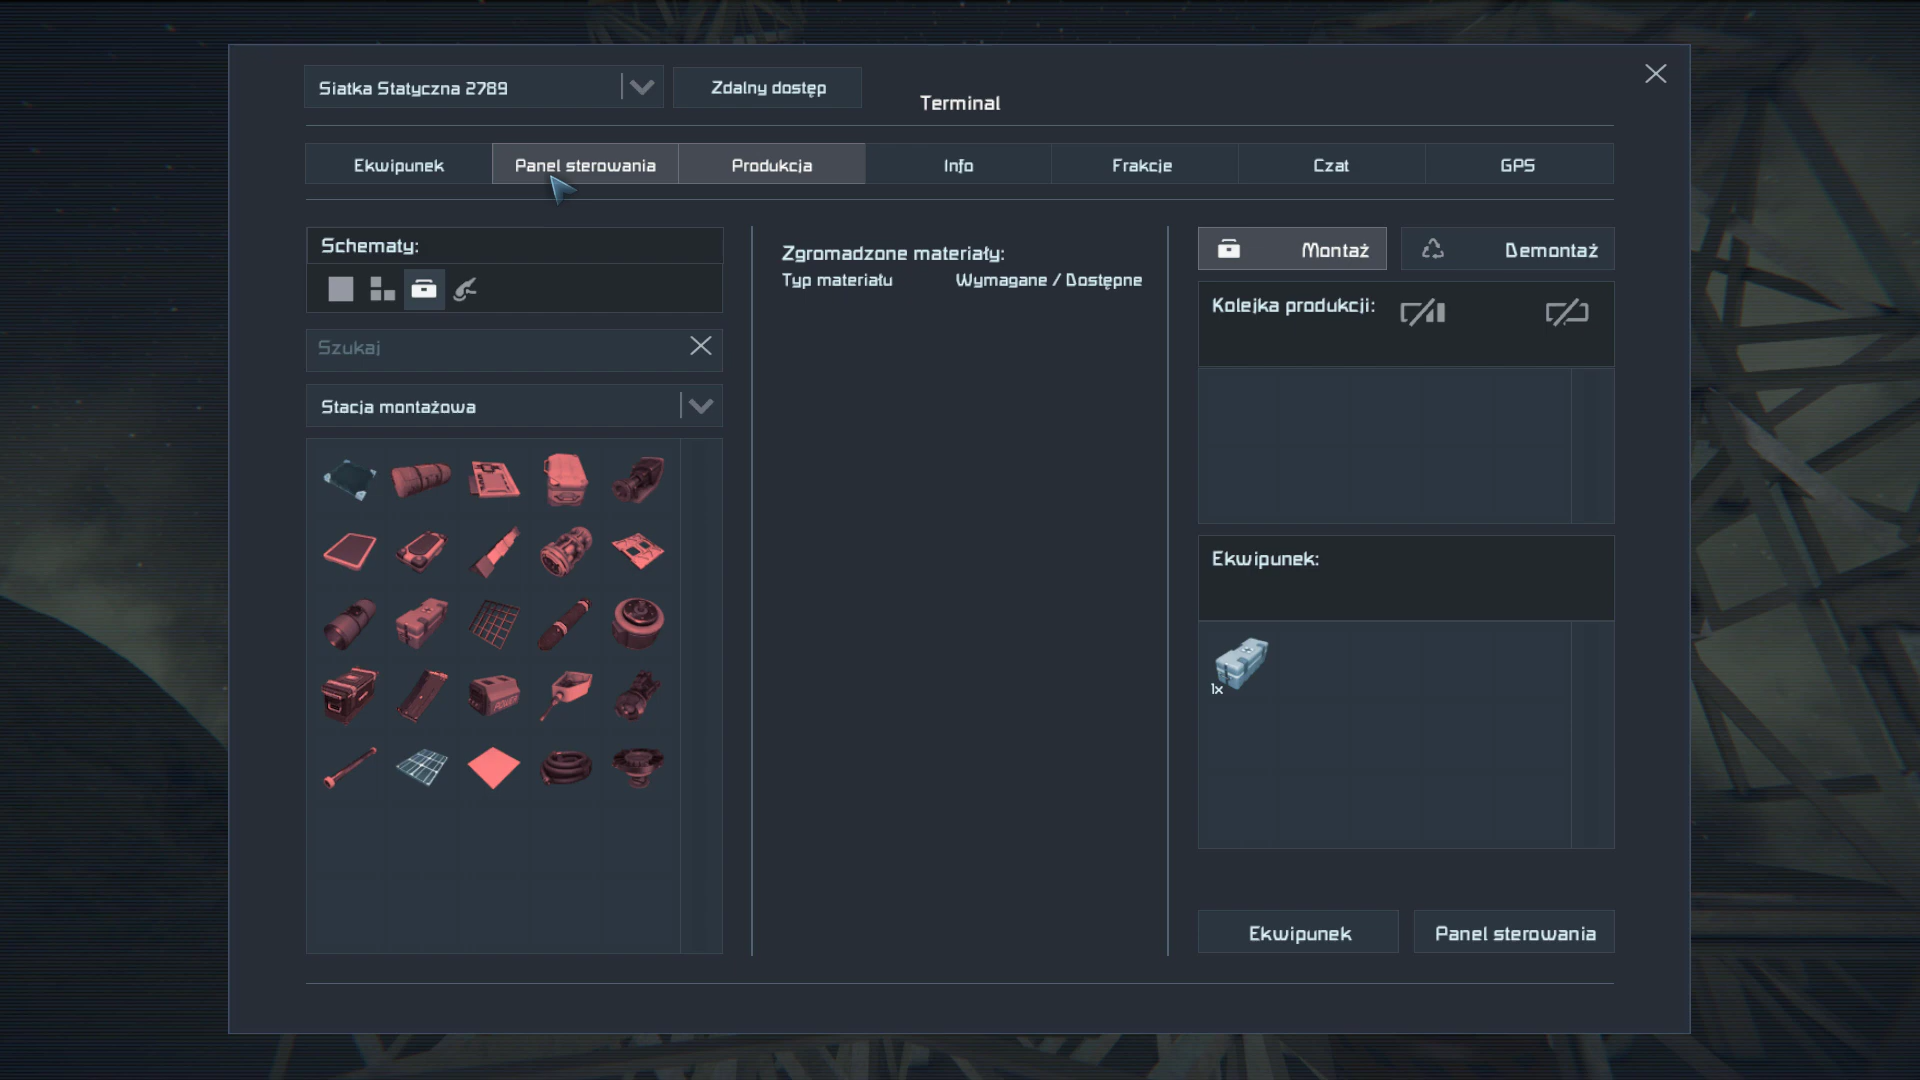 Siatka Statyczna 2789
Zdalny dostęp
Terminal
Ekwipunek
Panel sterowania
Produkcja
Info
Frakcje
Czat
GPS
Schematy:
Szukaj
Stacja montażowa
Zgromadzone materiały:
Typ materiału
Wymagane / Dostępne
Montaż
Demontaż
Kolejka produkcji:
Ekwipunek:
1x
Ekwipunek
Panel sterowania